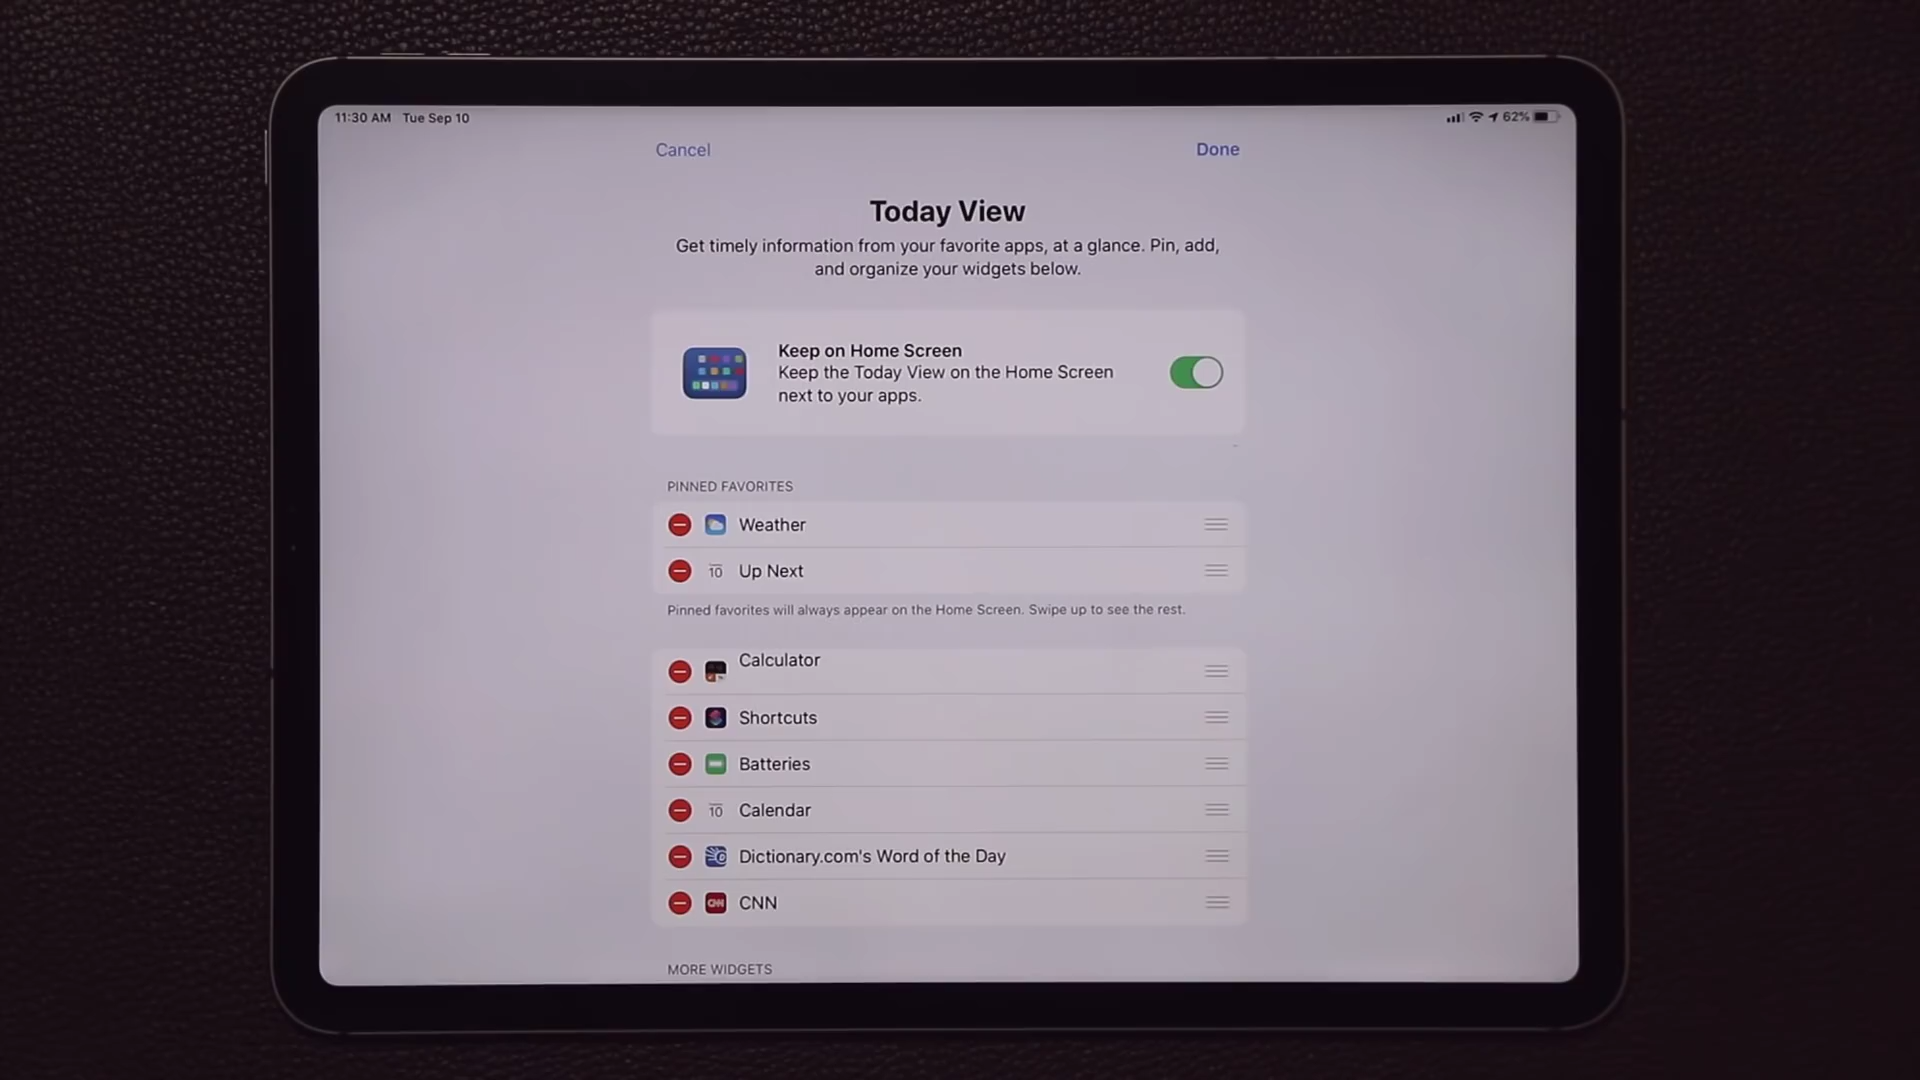 11:30 AM Tue Sep 10
62%
Cancel
Done
Today View
Get timely information from your favorite apps, at a glance. Pin, add,
and organize your widgets below.
Keep on Home Screen
Keep the Today View on the Home Screen
next to your apps.
PINNED FAVORITES
Weather
10 Up Next
Pinned favorites will always appear on the Home Screen. Swipe up to see the rest.
Calculator
Shortcuts
Batteries
10 Calendar
Dictionary.com's Word of the Day
CNN CNN
MORE WIDGETS